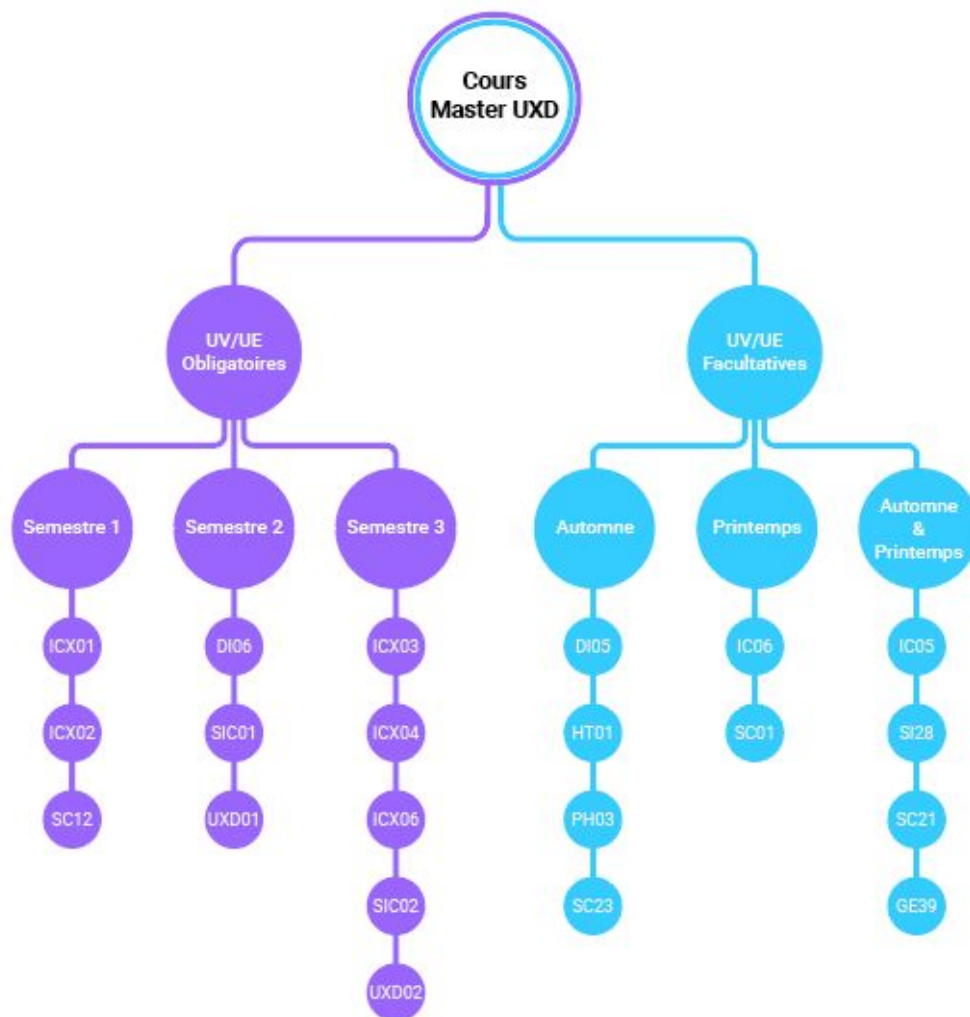 Cours
Master UXD
UV/UE
Obligatoires
UV/UE
Facultatives
Semestre 1
Semestre 2
Semestre 3
Automne
Printemps
Automne
&
Printemps
ICX01
DI06
ICX03
DI05
IC06
IC05
ICX02
SIC01
ICX04
HT01
SC01
SI28
SC12
UXD01
ICX06
PH03
SC21
SIC02
SC23
GE39
UXD02